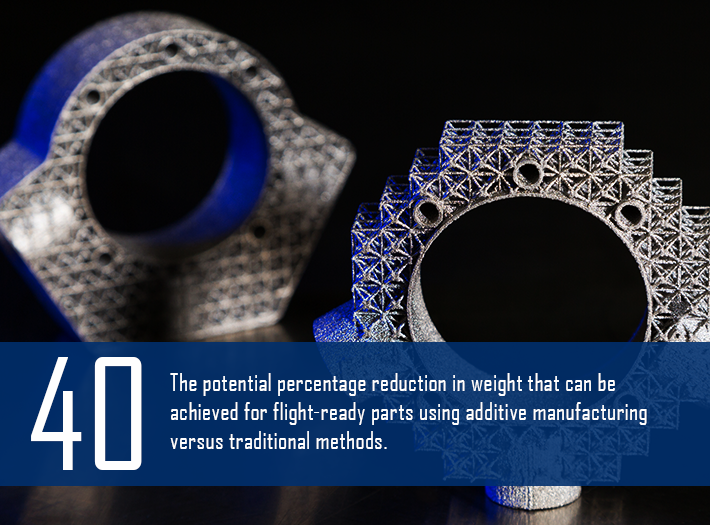 40
The potential percentage reduction in weight that can be
achieved for flight-ready parts using additive manufacturing
versus traditional methods.